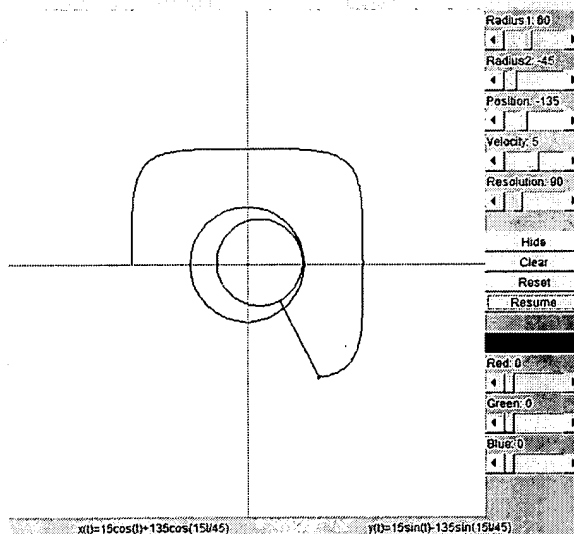 Radius1: 60
Radius2: -45
Position: -135
Velocity: 5
Resolution: 90
Hide
Clear
Reset
Resume
Red: 0
Green: 0
Blue: 0
x(t)=15cos(t)+135cos(15t/45)
y(t)=15sin(t)-135sin(15t/45)